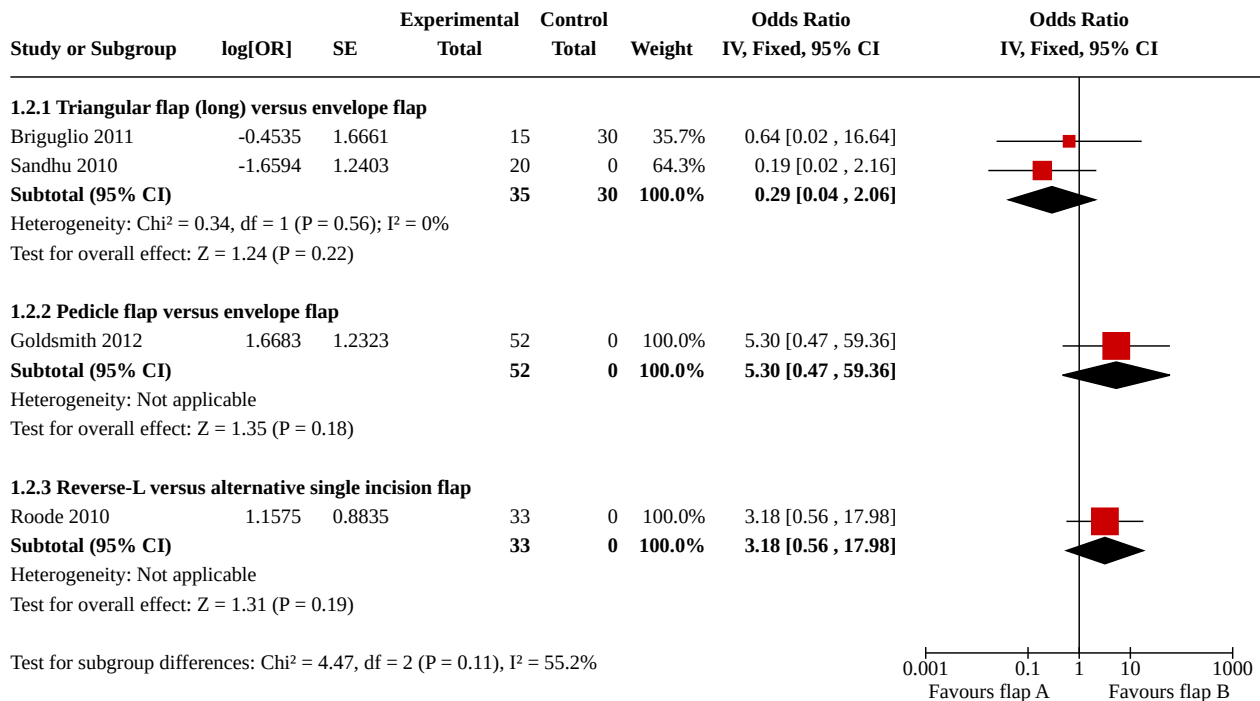 Experimental Control Odds Ratio Odds Ratio
Study or Subgroup log[OR] SE Total Total Weight IV, Fixed, 95% CI IV, Fixed, 95% CI
1.2.1 Triangular flap (long) versus envelope flap
Briguglio 2011 -0.4535 1.6661 15 30 35.7% 0.64 [0.02 , 16.64]
Sandhu 2010 -1.6594 1.2403 20 0 64.3% 0.19 [0.02 , 2.16]
Subtotal (95% CI) 35 30 100.0% 0.29 [0.04 , 2.06]
Heterogeneity: Chi² = 0.34, df = 1 (P = 0.56); I² = 0%
Test for overall effect: Z = 1.24 (P = 0.22)
1.2.2 Pedicle flap versus envelope flap
Goldsmith 2012 1.6683 1.2323 52 0 100.0% 5.30 [0.47 , 59.36]
Subtotal (95% CI) 52 0 100.0% 5.30 [0.47 , 59.36]
Heterogeneity: Not applicable
Test for overall effect: Z = 1.35 (P = 0.18)
1.2.3 Reverse-L versus alternative single incision flap
Roode 2010 1.1575 0.8835 33 0 100.0% 3.18 [0.56 , 17.98]
Subtotal (95% CI) 33 0 100.0% 3.18 [0.56 , 17.98]
Heterogeneity: Not applicable
Test for overall effect: Z = 1.31 (P = 0.19)
Test for subgroup differences: Chi² = 4.47, df = 2 (P = 0.11), I² = 55.2%
0.001 0.1 1 10 1000
Favours flap A Favours flap B